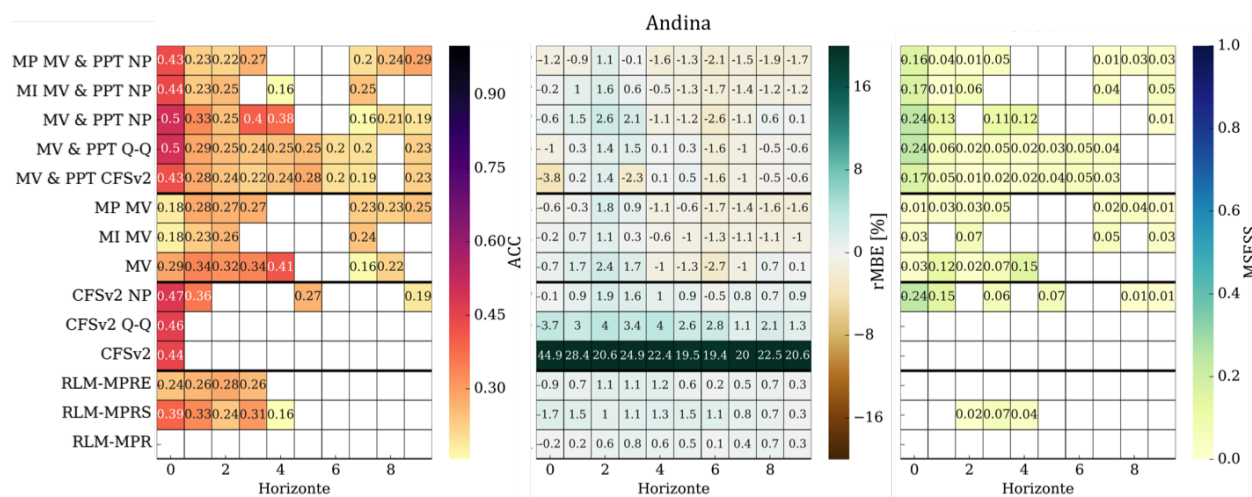 Andina
MP MV & PPT NP 0.43 0.23 0.22 0.27 0.2 0.24 0.29 -1.2 -0.9 1.1 -0.1 -1.6 -1.3 -2.1 -1.5 -1.9 -1.7 0.16 0.04 0.01 0.05 0.01 0.03 0.03
MI MV & PPT NP 0.44 0.23 0.25 0.16 0.25 -0.2 1 1.6 0.6 -0.5 -1.3 -1.7 -1.4 -1.2 -1.2 0.17 0.01 0.06 0.04 0.05
MV & PPT NP 0.5 0.33 0.25 0.4 0.38 0.16 0.21 0.19 -0.6 1.5 2.6 2.1 -1.1 -1.2 -2.6 -1.1 0.6 0.1 0.24 0.13 0.11 0.12 0.01
MV & PPT Q-Q 0.5 0.29 0.25 0.24 0.25 0.25 0.2 0.2 0.23 -1 0.3 1.4 1.5 0.1 0.3 -1.6 -1 -0.5 -0.6 0.24 0.06 0.02 0.02 0.02 0.03 0.05 0.04
MV & PPT CFSv2 0.43 0.28 0.24 0.22 0.24 0.28 0.2 0.19 0.23 -3.8 0.2 1.4 -2.3 0.1 0.5 -1.6 -1 -0.5 -0.6 0.17 0.05 0.01 0.02 0.02 0.04 0.05 0.03
MP MV 0.18 0.28 0.27 0.27 0.23 0.23 0.25 -0.6 -0.3 1.8 0.9 -1.1 -0.6 -1.7 -1.4 -1.6 -1.6 0.01 0.03 0.03 0.05 0.02 0.04 0.01
MI MV 0.18 0.23 0.26 0.24 -0.2 0.7 1.1 0.3 -0.6 -1 -1.3 -1.1 -1.1 -1 0.03 0.07 0.05 0.03
MV 0.29 0.34 0.32 0.34 0.41 0.16 0.22 -0.7 1.7 2.4 1.7 -1 -1.3 -2.7 -1 0.7 0.1 0.03 0.12 0.02 0.07 0.15
CFSv2 NP 0.47 0.36 0.27 0.19 -0.1 0.9 1.9 1.6 1 0.9 -0.5 0.8 0.7 0.9 0.24 0.15 0.06 0.07 0.01 0.01
CFSv2 Q-Q 0.46 -3.7 3 4 3.4 4 2.6 2.8 1.1 2.1 1.3
CFSv2 0.44 44.9 28.4 20.6 24.9 22.4 19.5 19.4 20 22.5 20.6
RLM-MPRE 0.24 0.26 0.28 0.26 -0.9 0.7 1.1 1.1 1.2 0.6 0.2 0.5 0.7 0.3
RLM-MPRS 0.39 0.33 0.24 0.31 0.16 -1.7 1.5 1 1.1 1.3 1.5 1.1 0.8 0.7 0.3 0.02 0.07 0.04
RLM-MPR -0.2 0.2 0.6 0.8 0.6 0.5 0.1 0.4 0.7 0.3
0 2 4 6 8
Horizonte
0.90
0.75
0.60
0.45
0.30
ACC
0 2 4 6 8
Horizonte
16
8
0
−8
−16
rMBE [%]
0 2 4 6 8
Horizonte
1.0
0.8
0.6
0.4
0.2
0.0
MSESS